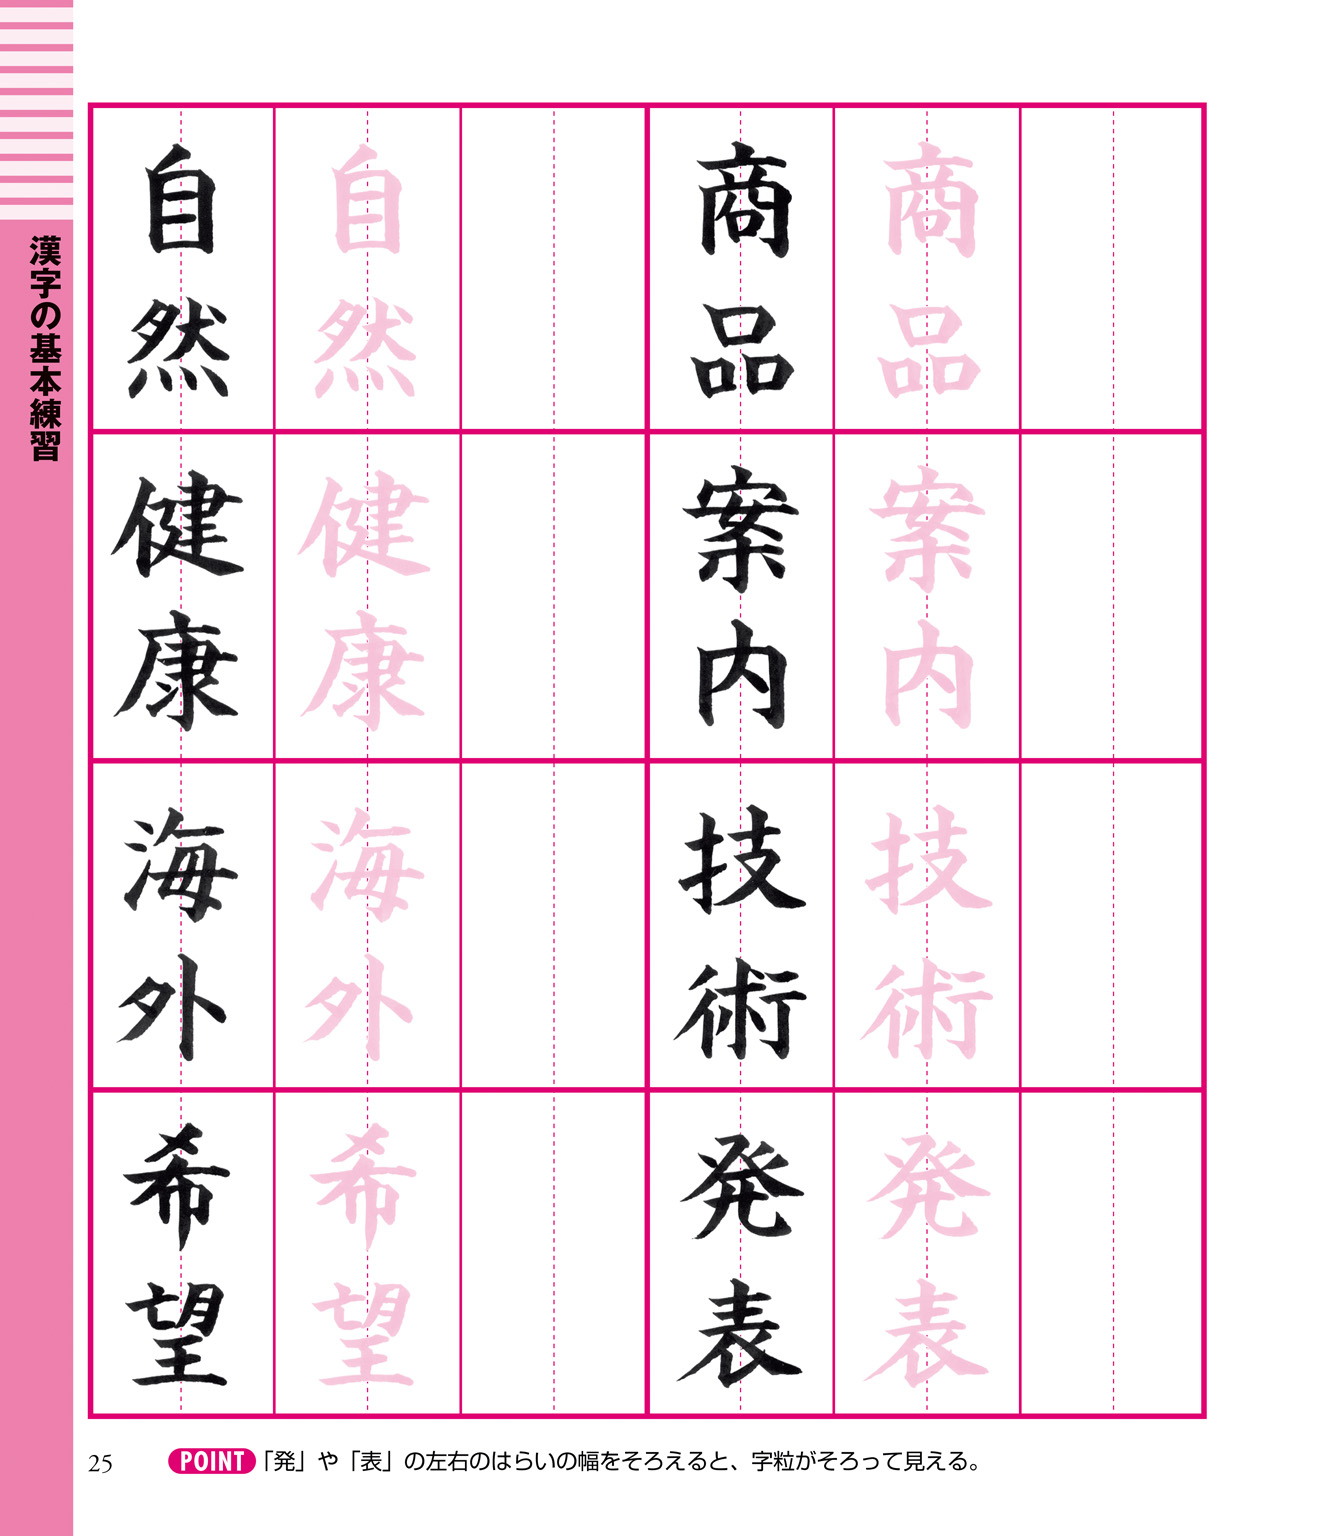 漢字の基本練習
自然
自然
商品
商品
健康
健康
案内
案内
海外
海外
技術
技術
希望
希望
発表
発表
25
POINT 「発」や「表」の左右のはらいの幅をそろえると、字粒がそろって見える。